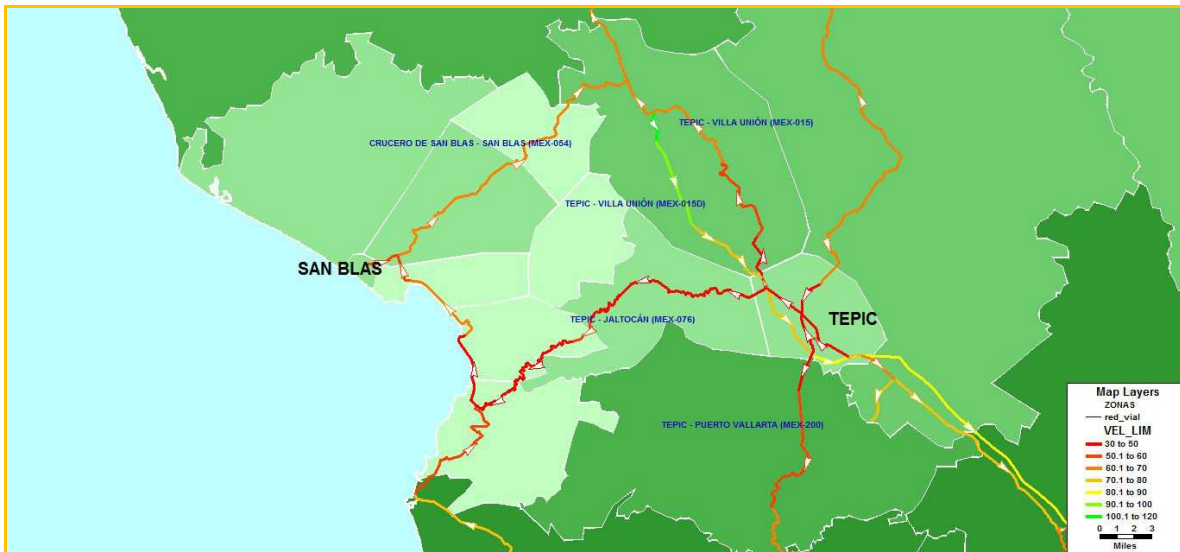 TEPIC - VILLA UNIÓN (MEX-015)
CRUCERO DE SAN BLAS - SAN BLAS (MEX-054)
TEPIC - VILLA UNIÓN (MEX-015D)
SAN BLAS
TEPIC - JALTOCÁN (MEX-076)
TEPIC
TEPIC - PUERTO VALLARTA (MEX-200)
Map Layers
ZONAS
red_vial
VEL_LIM
30 to 50
50.1 to 60
60.1 to 70
70.1 to 80
80.1 to 90
90.1 to 100
100.1 to 120
0 1 2 3
Miles